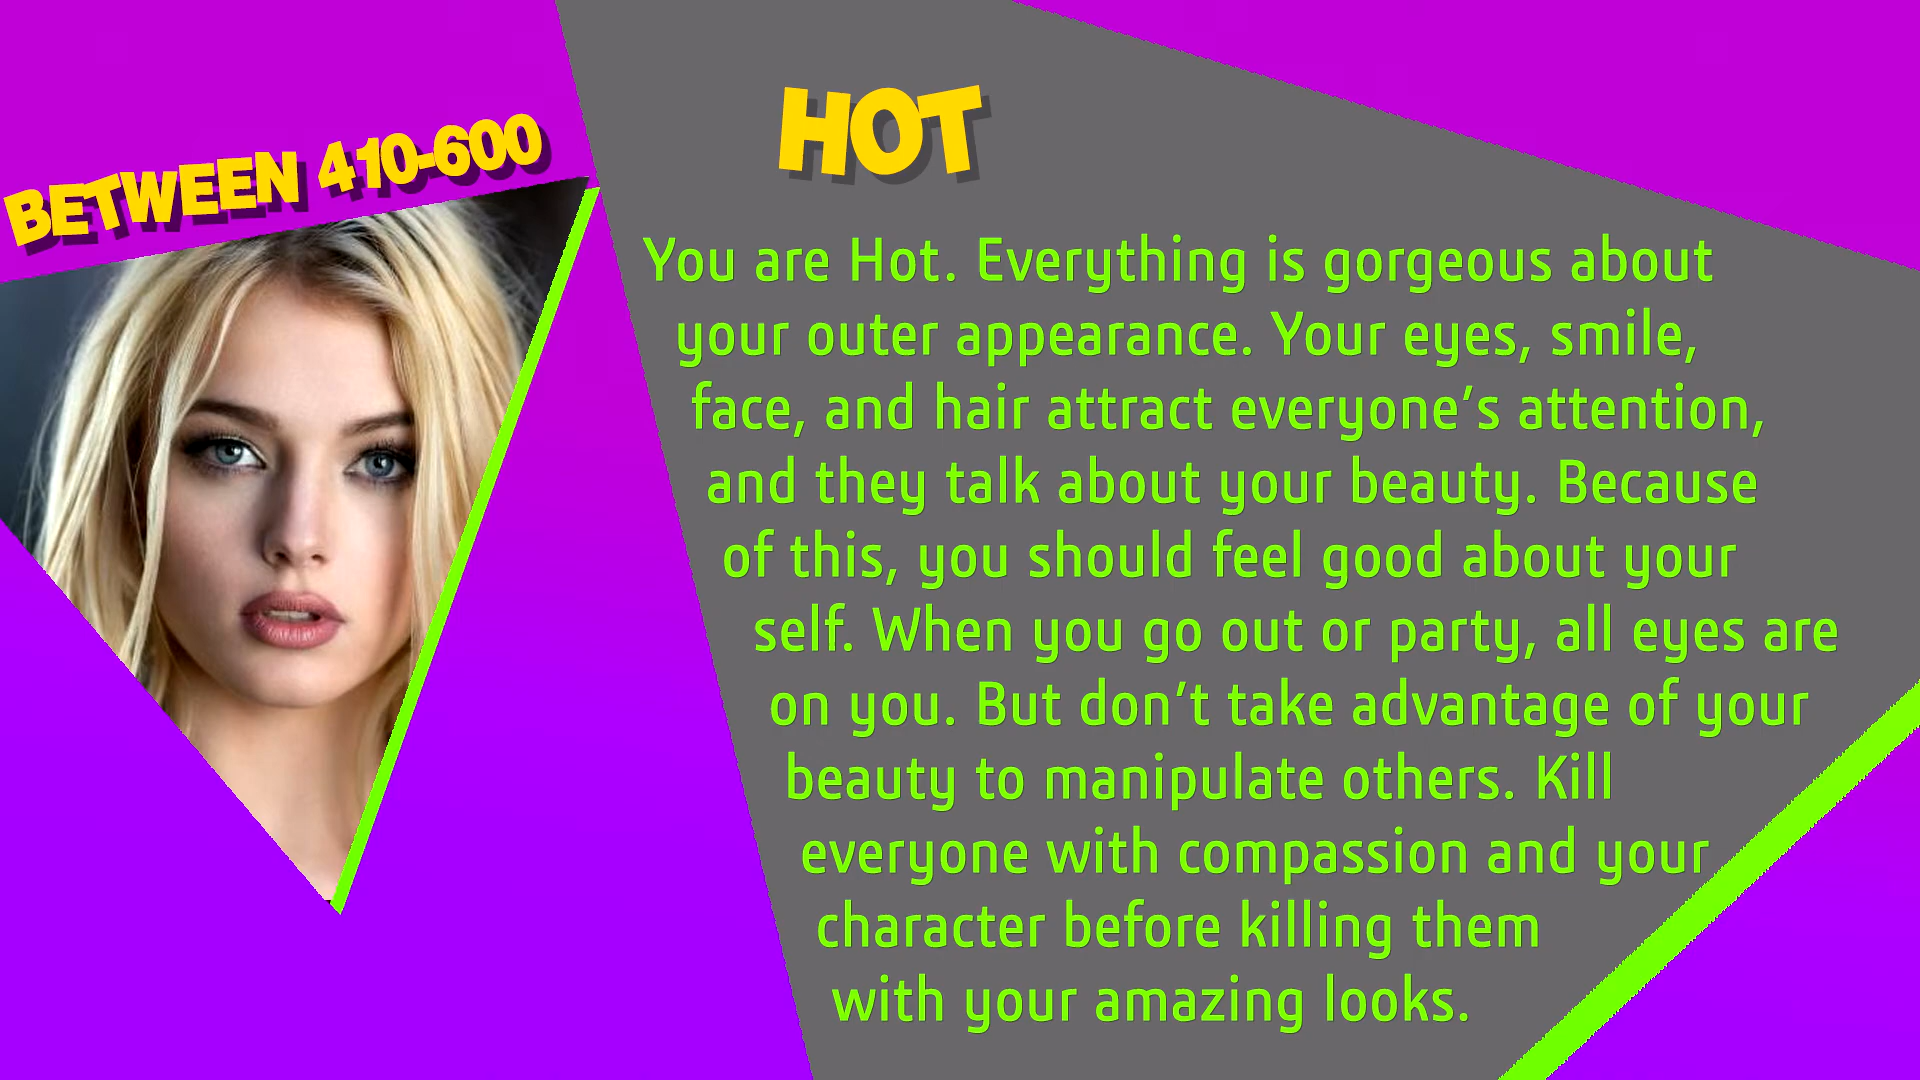 BETWEEN 410-600
HOT
You are Hot. Everything is gorgeous about
your outer appearance. Your eyes, smile,
face, and hair attract everyone’s attention,
and they talk about your beauty. Because
of this, you should feel good about your
self. When you go out or party, all eyes are
on you. But don’t take advantage of your
beauty to manipulate others. Kill
everyone with compassion and your
character before killing them
with your amazing looks.